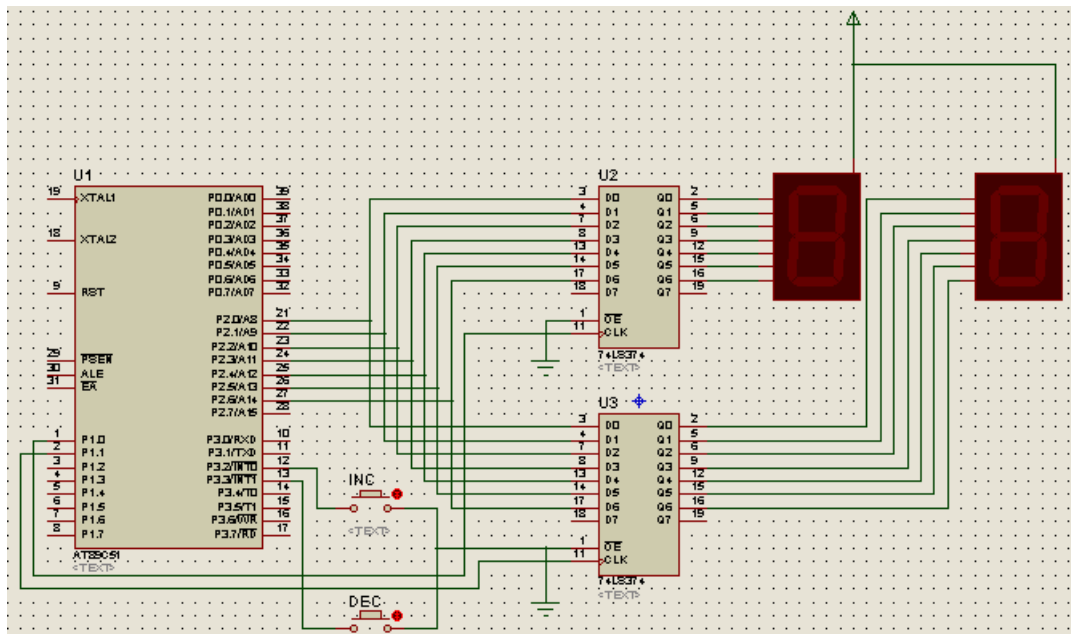 U1
19 XTAL1
18 XTAL2
9 RST
29 PSEN
30 ALE
31 EA
1 P1.0
2 P1.1
3 P1.2
4 P1.3
5 P1.4
6 P1.5
7 P1.6
8 P1.7
P0.0/AD0 39
P0.1/AD1 38
P0.2/AD2 37
P0.3/AD3 36
P0.4/AD4 35
P0.5/AD5 34
P0.6/AD6 33
P0.7/AD7 32
P2.0/A8 21
P2.1/A9 22
P2.2/A10 23
P2.3/A11 24
P2.4/A12 25
P2.5/A13 26
P2.6/A14 27
P2.7/A15 28
P3.0/RXD 10
P3.1/TXD 11
P3.2/INT0 12
P3.3/INT1 13
P3.4/T0 14
P3.5/T1 15
P3.6/WR 16
P3.7/RD 17
AT89C51
<TEXT>
INC
<TEXT>
DEC
U2
3 D0 Q0 2
4 D1 Q1 5
7 D2 Q2 6
8 D3 Q3 9
13 D4 Q4 12
14 D5 Q5 15
17 D6 Q6 16
18 D7 Q7 19
1 OE
11 CLK
74LS374
<TEXT>
U3
3 D0 Q0 2
4 D1 Q1 5
7 D2 Q2 6
8 D3 Q3 9
13 D4 Q4 12
14 D5 Q5 15
17 D6 Q6 16
18 D7 Q7 19
1 OE
11 CLK
74LS374
<TEXT>